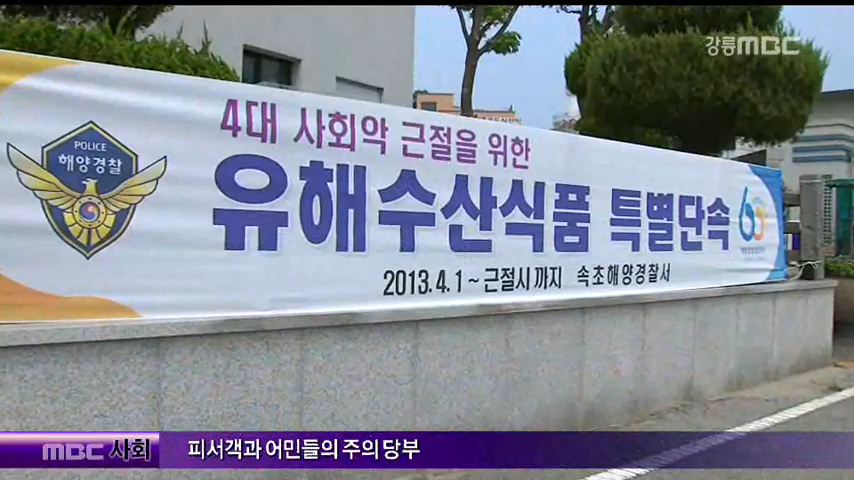 강릉MBC
4대 사회악 근절을 위한
POLICE
해양경찰
유해수산식품 특별단속
60
2013.4.1~근절시까지 속초해양경찰서
MBC 사회
피서객과 어민들의 주의 당부